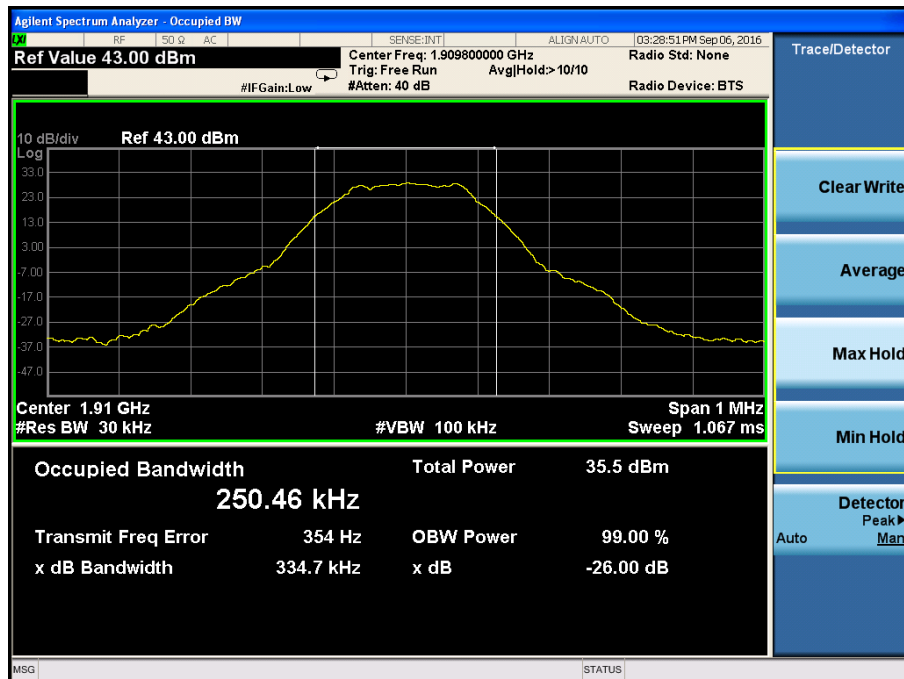 Agilent Spectrum Analyzer - Occupied BW
LXI RF 50 Ω AC SENSE:INT ALIGN AUTO 03:28:51 PM Sep 06, 2016
Ref Value 43.00 dBm
Center Freq: 1.909800000 GHz
Radio Std: None
Trig: Free Run Avg|Hold:>10/10
#IFGain:Low
#Atten: 40 dB
Radio Device: BTS
10 dB/div Ref 43.00 dBm
Log
33.0
23.0
13.0
3.00
-7.00
-17.0
-27.0
-37.0
-47.0
Center 1.91 GHz
Span 1 MHz
#Res BW 30 kHz
#VBW 100 kHz
Sweep 1.067 ms
Occupied Bandwidth
Total Power 35.5 dBm
250.46 kHz
Transmit Freq Error 354 Hz
OBW Power 99.00 %
x dB Bandwidth 334.7 kHz
x dB -26.00 dB
MSG
STATUS
Trace/Detector
Clear Write
Average
Max Hold
Min Hold
Detector
Peak▶
Auto Man